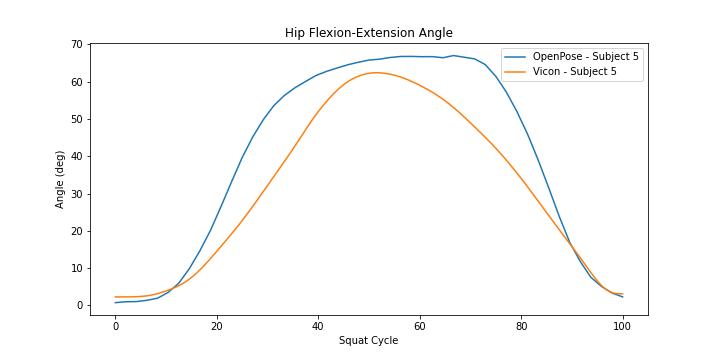 Hip Flexion-Extension Angle
OpenPose - Subject 5
Vicon - Subject 5
Angle (deg)
70
60
50
40
30
20
10
0
0 20 40 60 80 100
Squat Cycle